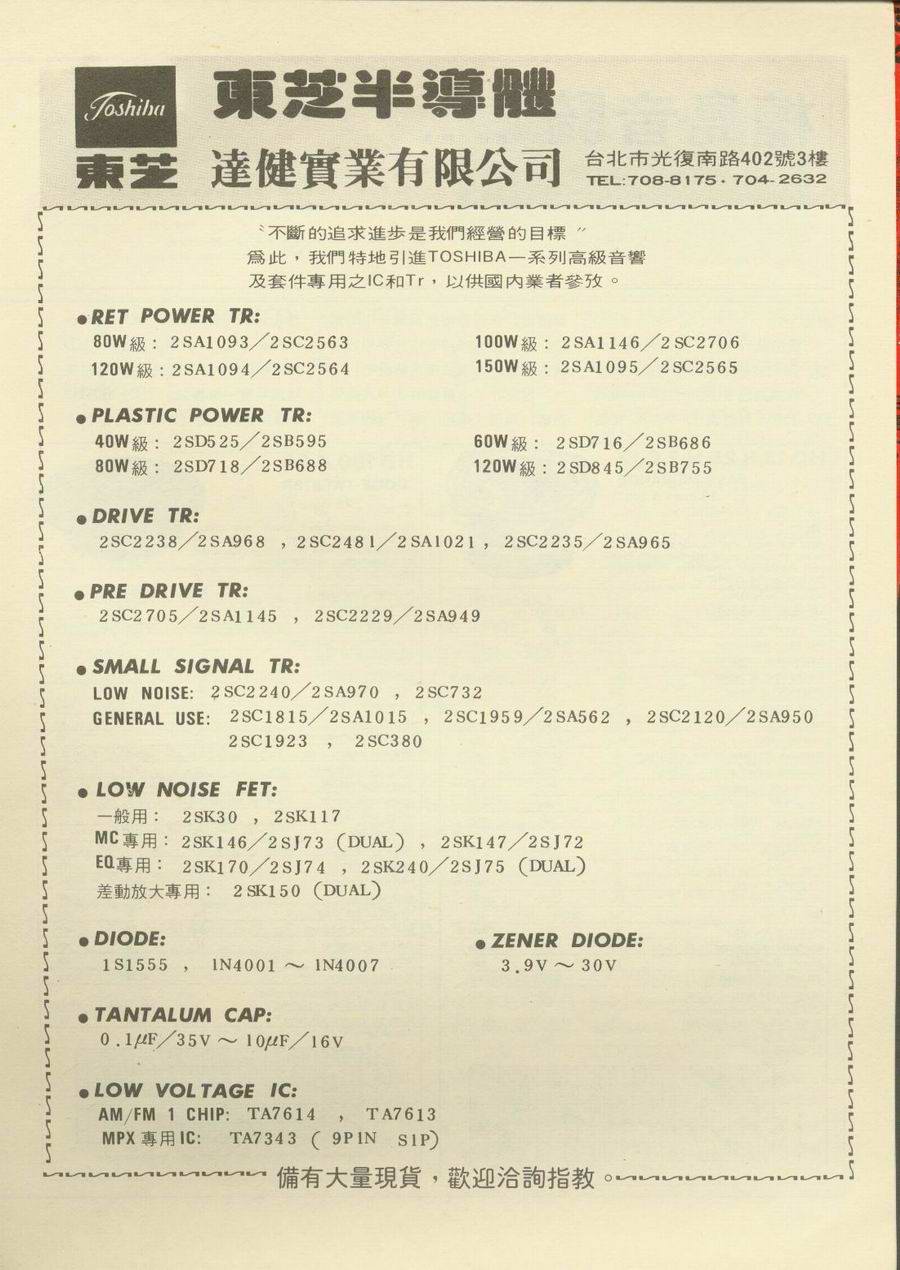 Toshiba
東芝
東芝半導體
達健實業有限公司
台北市光復南路402號3樓
TEL:708-8175・704-2632
〝不斷的追求進步是我們經營的目標〞
為此，我們特地引進TOSHIBA一系列高級音響
及套件專用之IC和Tr，以供國內業者參攷。
●RET POWER TR:
80W級： 2SA1093／2SC2563
100W級： 2SA1146／2SC2706
120W級：2SA1094／2SC2564
150W級： 2SA1095／2SC2565
●PLASTIC POWER TR:
40W級： 2SD525／2SB595
60W級： 2SD716／2SB686
80W級： 2SD718／2SB688
120W級：2SD845／2SB755
●DRIVE TR:
2SC2238／2SA968 , 2SC2481／2SA1021 , 2SC2235／2SA965
●PRE DRIVE TR:
2SC2705／2SA1145 , 2SC2229／2SA949
●SMALL SIGNAL TR:
LOW NOISE: 2SC2240／2SA970 , 2SC732
GENERAL USE: 2SC1815／2SA1015 , 2SC1959／2SA562 , 2SC2120／2SA950
2SC1923 , 2SC380
●LOW NOISE FET:
一般用： 2SK30 , 2SK117
MC專用：2SK146／2SJ73 (DUAL) , 2SK147／2SJ72
EQ專用： 2SK170／2SJ74 , 2SK240／2SJ75 (DUAL)
差動放大專用： 2SK150 (DUAL)
●DIODE:
1S1555 , 1N4001～1N4007
●ZENER DIODE:
3.9V～30V
●TANTALUM CAP:
0.1μF／35V～10μF／16V
●LOW VOLTAGE IC:
AM/FM 1 CHIP: TA7614 , TA7613
MPX專用IC: TA7343 ( 9PIN SIP)
備有大量現貨，歡迎洽詢指教。